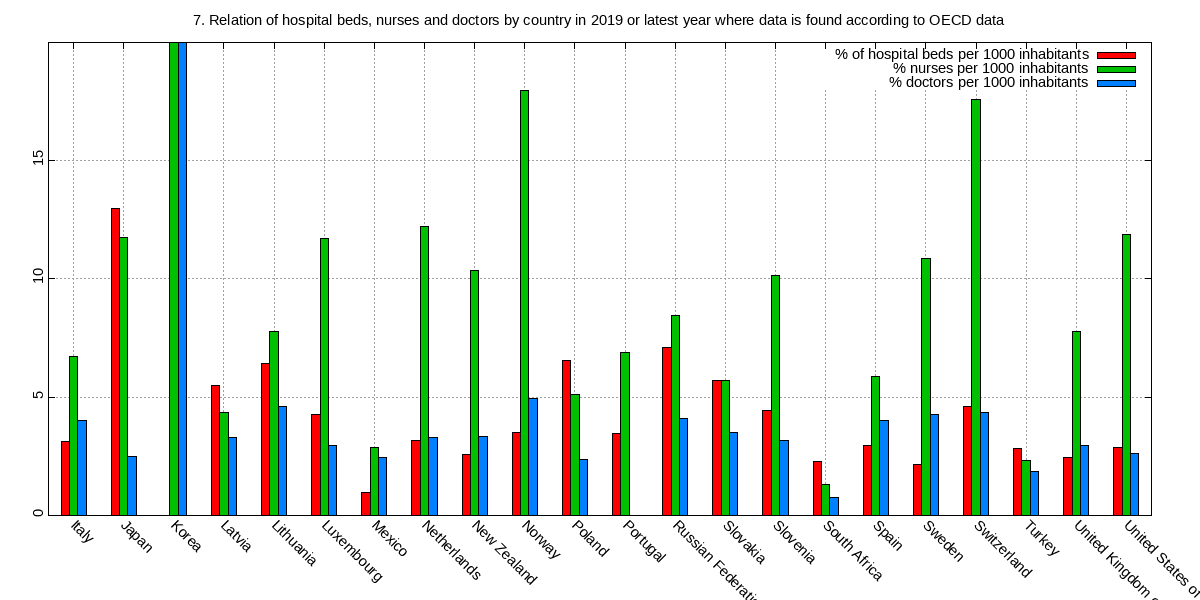 7. Relation of hospital beds, nurses and doctors by country in 2019 or latest year where data is found according to OECD data
% of hospital beds per 1000 inhabitants
% nurses per 1000 inhabitants
% doctors per 1000 inhabitants
15
10
5
0
Italy
Japan
Korea
Latvia
Lithuania
Luxembourg
Mexico
Netherlands
New Zealand
Norway
Poland
Portugal
Russian Federati
Slovakia
Slovenia
South Africa
Spain
Sweden
Switzerland
Turkey
United Kingdom
United States of